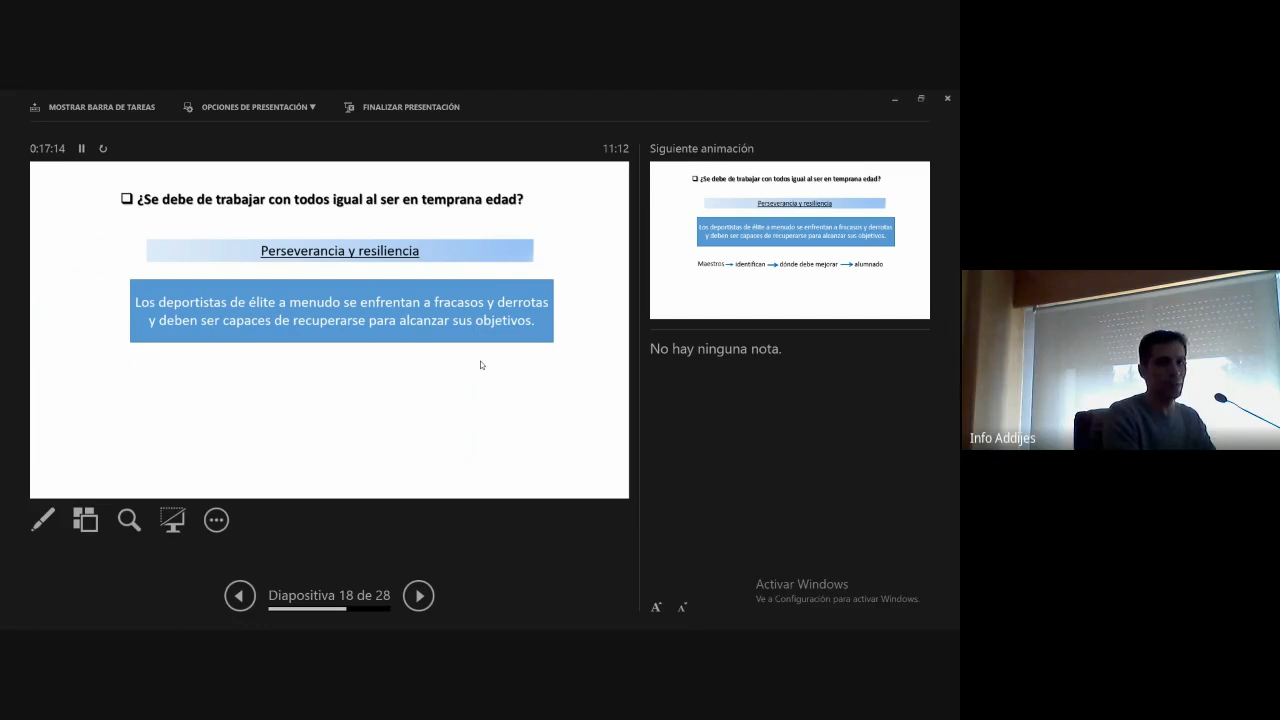 MOSTRAR BARRA DE TAREAS
OPCIONES DE PRESENTACIÓN
FINALIZAR PRESENTACIÓN
0:17:14
11:12
¿Se debe de trabajar con todos igual al ser en temprana edad?
Perseverancia y resiliencia
Los deportistas de élite a menudo se enfrentan a fracasos y derrotas
y deben ser capaces de recuperarse para alcanzar sus objetivos.
Diapositiva 18 de 28
Siguiente animación
¿Se debe de trabajar con todos igual al ser en temprana edad?
Perseverancia y resiliencia
Los deportistas de élite a menudo se enfrentan a fracasos y derrotas
y deben ser capaces de recuperarse para alcanzar sus objetivos.
Maestros identifican dónde debe mejorar alumnado
No hay ninguna nota.
Activar Windows
Ve a Configuración para activar Windows.
A A
Info Addijes